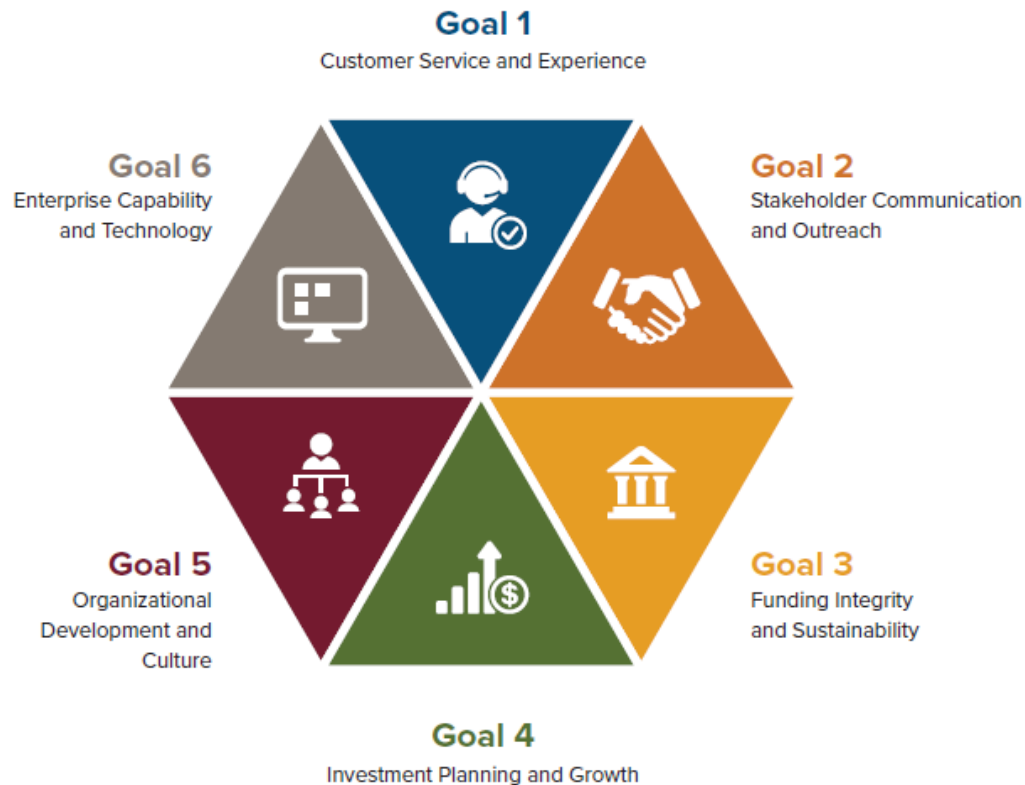 Goal 1
Customer Service and Experience
Goal 2
Stakeholder Communication
and Outreach
Goal 3
Funding Integrity
and Sustainability
Goal 4
Investment Planning and Growth
Goal 5
Organizational
Development and
Culture
Goal 6
Enterprise Capability
and Technology
$